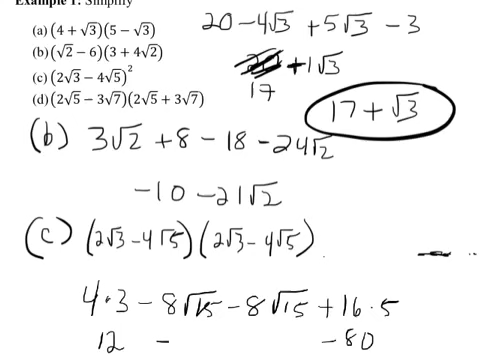 Example 1: Simplify
(a) (4 + √3)(5 − √3)
(b) (√2 − 6)(3 + 4√2)
(c) (2√3 − 4√5)²
(d) (2√5 − 3√7)(2√5 + 3√7)
20 − 4√3 + 5√3 − 3
+1√3
17
17 + √3
(b) 3√2 + 8 − 18 − 24√2
−10 − 21√2
(c) (2√3 − 4√5)(2√3 − 4√5)
4·3 − 8√15 − 8√15 + 16·5
12 − − 80